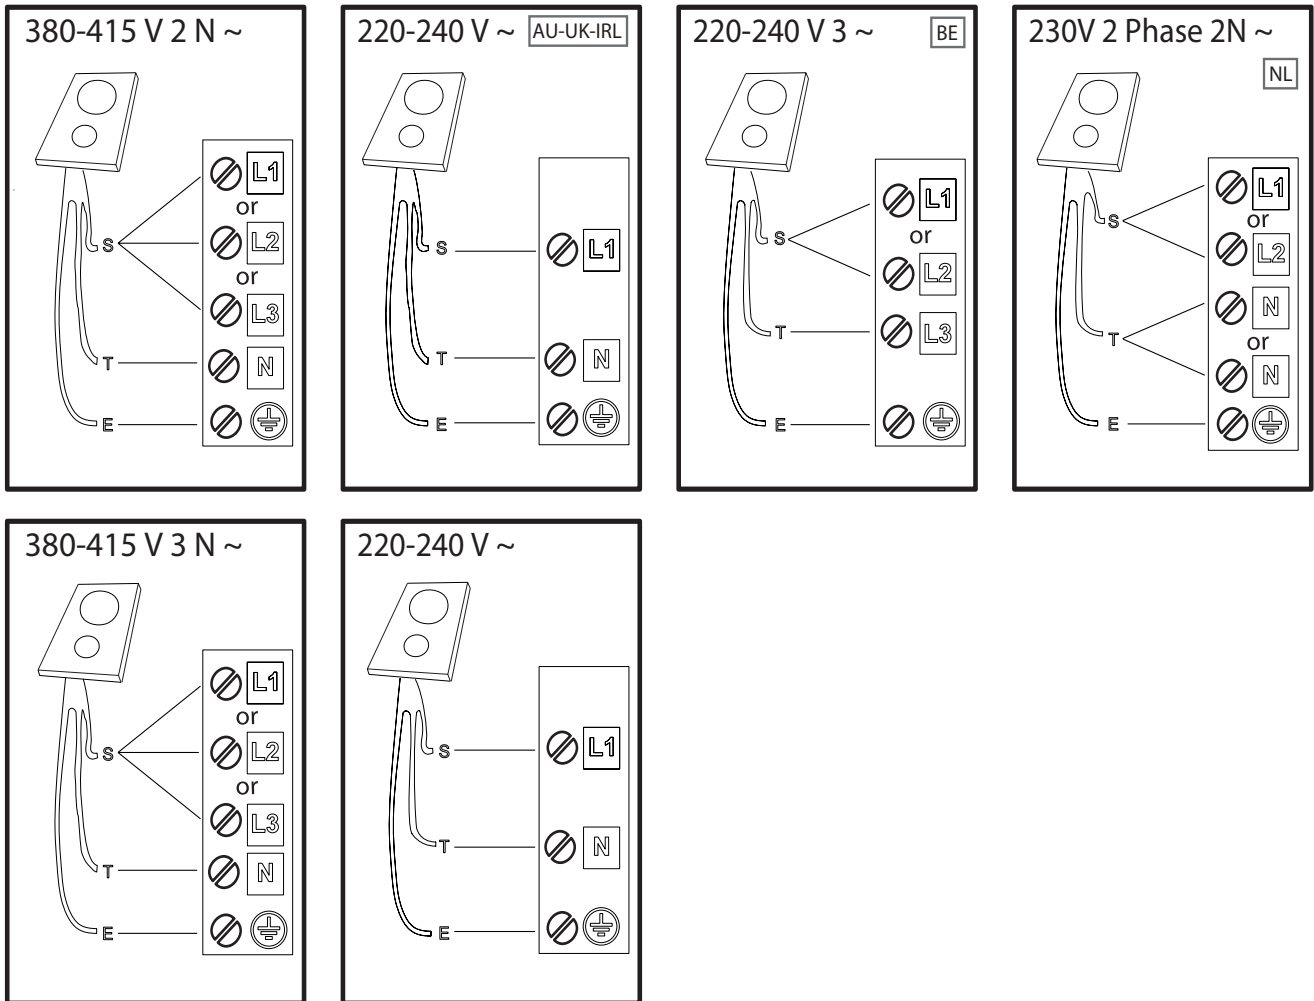 380-415 V 2 N ~
L1
or
S
L2
or
L3
T
N
E
220-240 V ~
AU-UK-IRL
S
L1
T
N
E
220-240 V 3 ~
BE
L1
S
or
L2
T
L3
E
230V 2 Phase 2N ~
NL
L1
S
or
L2
N
T
or
N
E
380-415 V 3 N ~
L1
or
S
L2
or
L3
T
N
E
220-240 V ~
S
L1
T
N
E